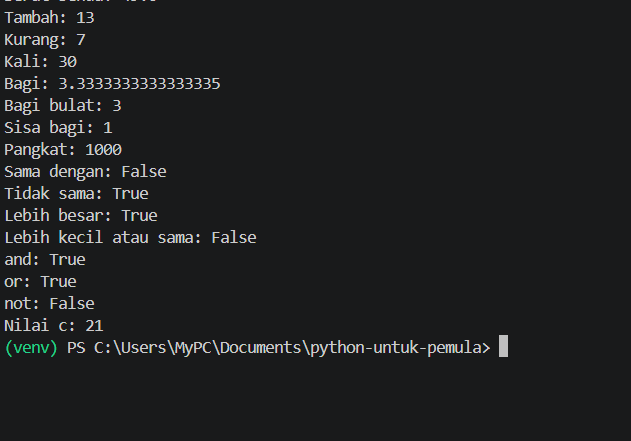 Tambah: 13
Kurang: 7
Kali: 30
Bagi: 3.3333333333333335
Bagi bulat: 3
Sisa bagi: 1
Pangkat: 1000
Sama dengan: False
Tidak sama: True
Lebih besar: True
Lebih kecil atau sama: False
and: True
or: True
not: False
Nilai c: 21
(venv) PS C:\Users\MyPC\Documents\python-untuk-pemula>